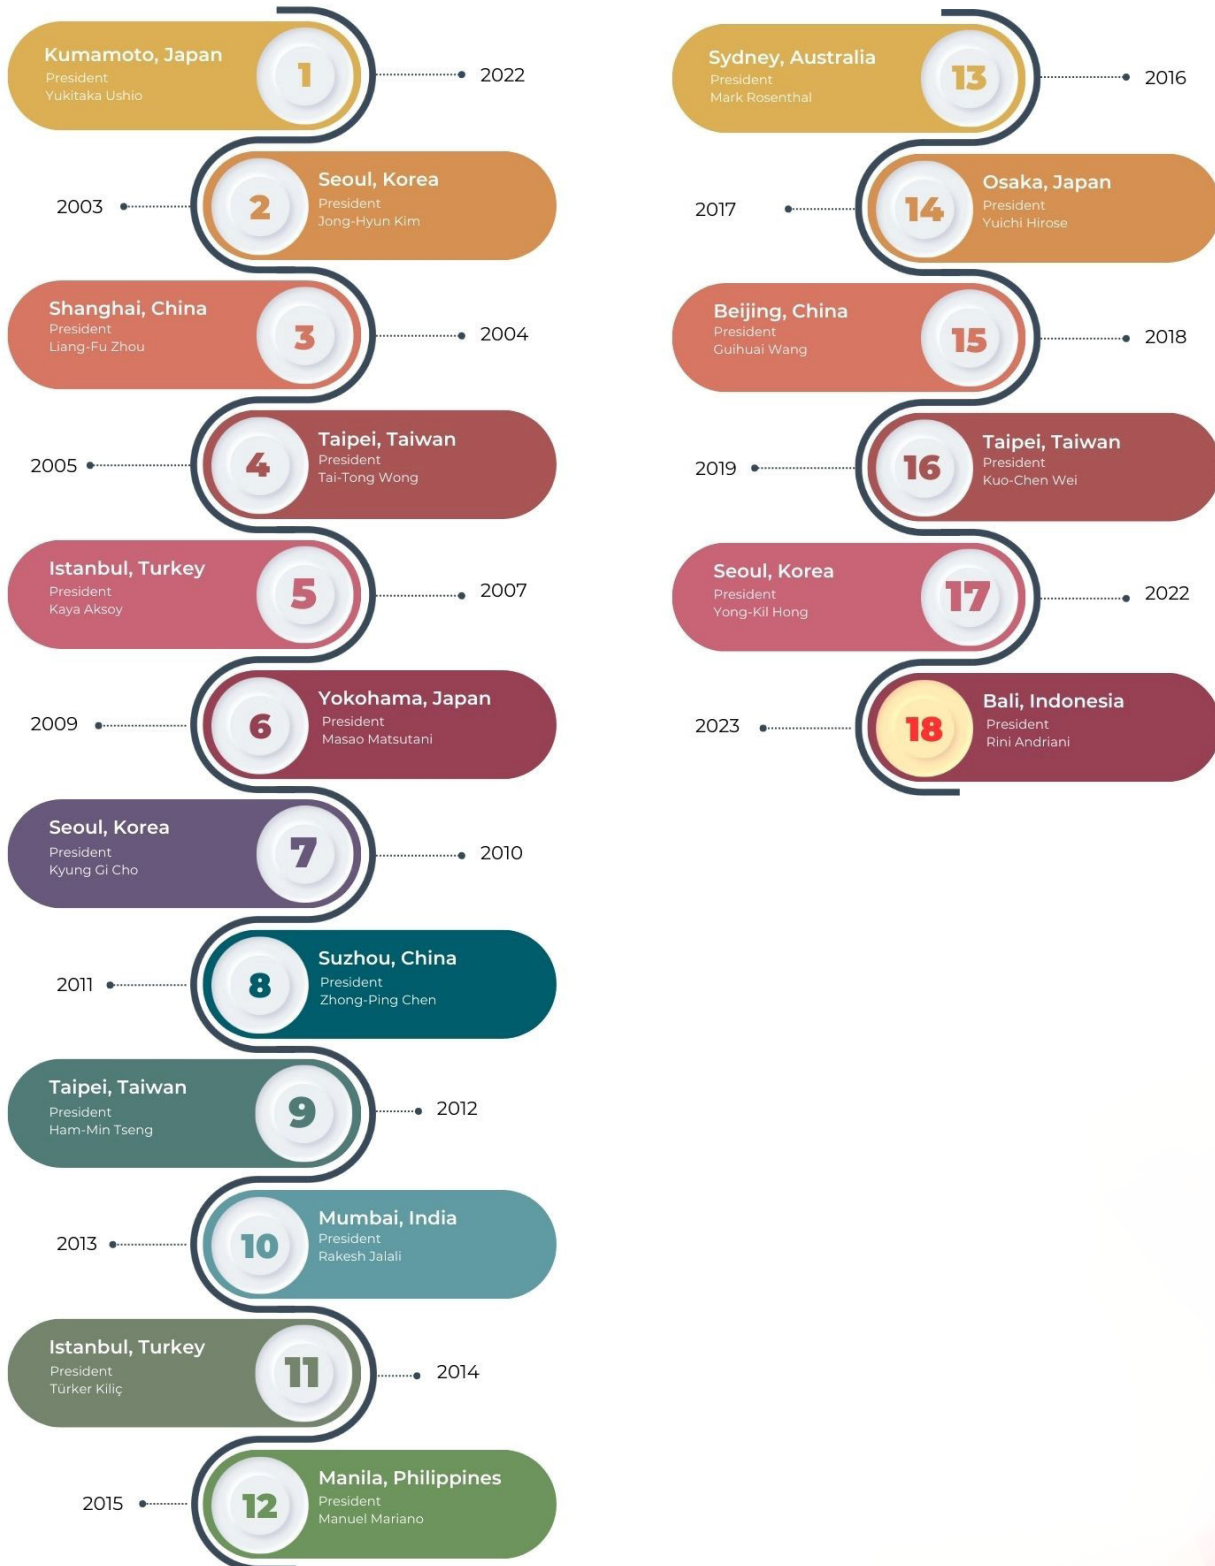 Kumamoto, Japan
President
Yukitaka Ushio
1
2022
2003
2
Seoul, Korea
President
Jong-Hyun Kim
Shanghai, China
President
Liang-Fu Zhou
3
2004
2005
4
Taipei, Taiwan
President
Tai-Tong Wong
Istanbul, Turkey
President
Kaya Aksoy
5
2007
2009
6
Yokohama, Japan
President
Masao Matsutani
Seoul, Korea
President
Kyung Gi Cho
7
2010
2011
8
Suzhou, China
President
Zhong-Ping Chen
Taipei, Taiwan
President
Ham-Min Tseng
9
2012
2013
10
Mumbai, India
President
Rakesh Jalali
Istanbul, Turkey
President
Türker Kiliç
11
2014
2015
12
Manila, Philippines
President
Manuel Mariano
Sydney, Australia
President
Mark Rosenthal
13
2016
2017
14
Osaka, Japan
President
Yuichi Hirose
Beijing, China
President
Guihuai Wang
15
2018
2019
16
Taipei, Taiwan
President
Kuo-Chen Wei
Seoul, Korea
President
Yong-Kil Hong
17
2022
2023
18
Bali, Indonesia
President
Rini Andriani